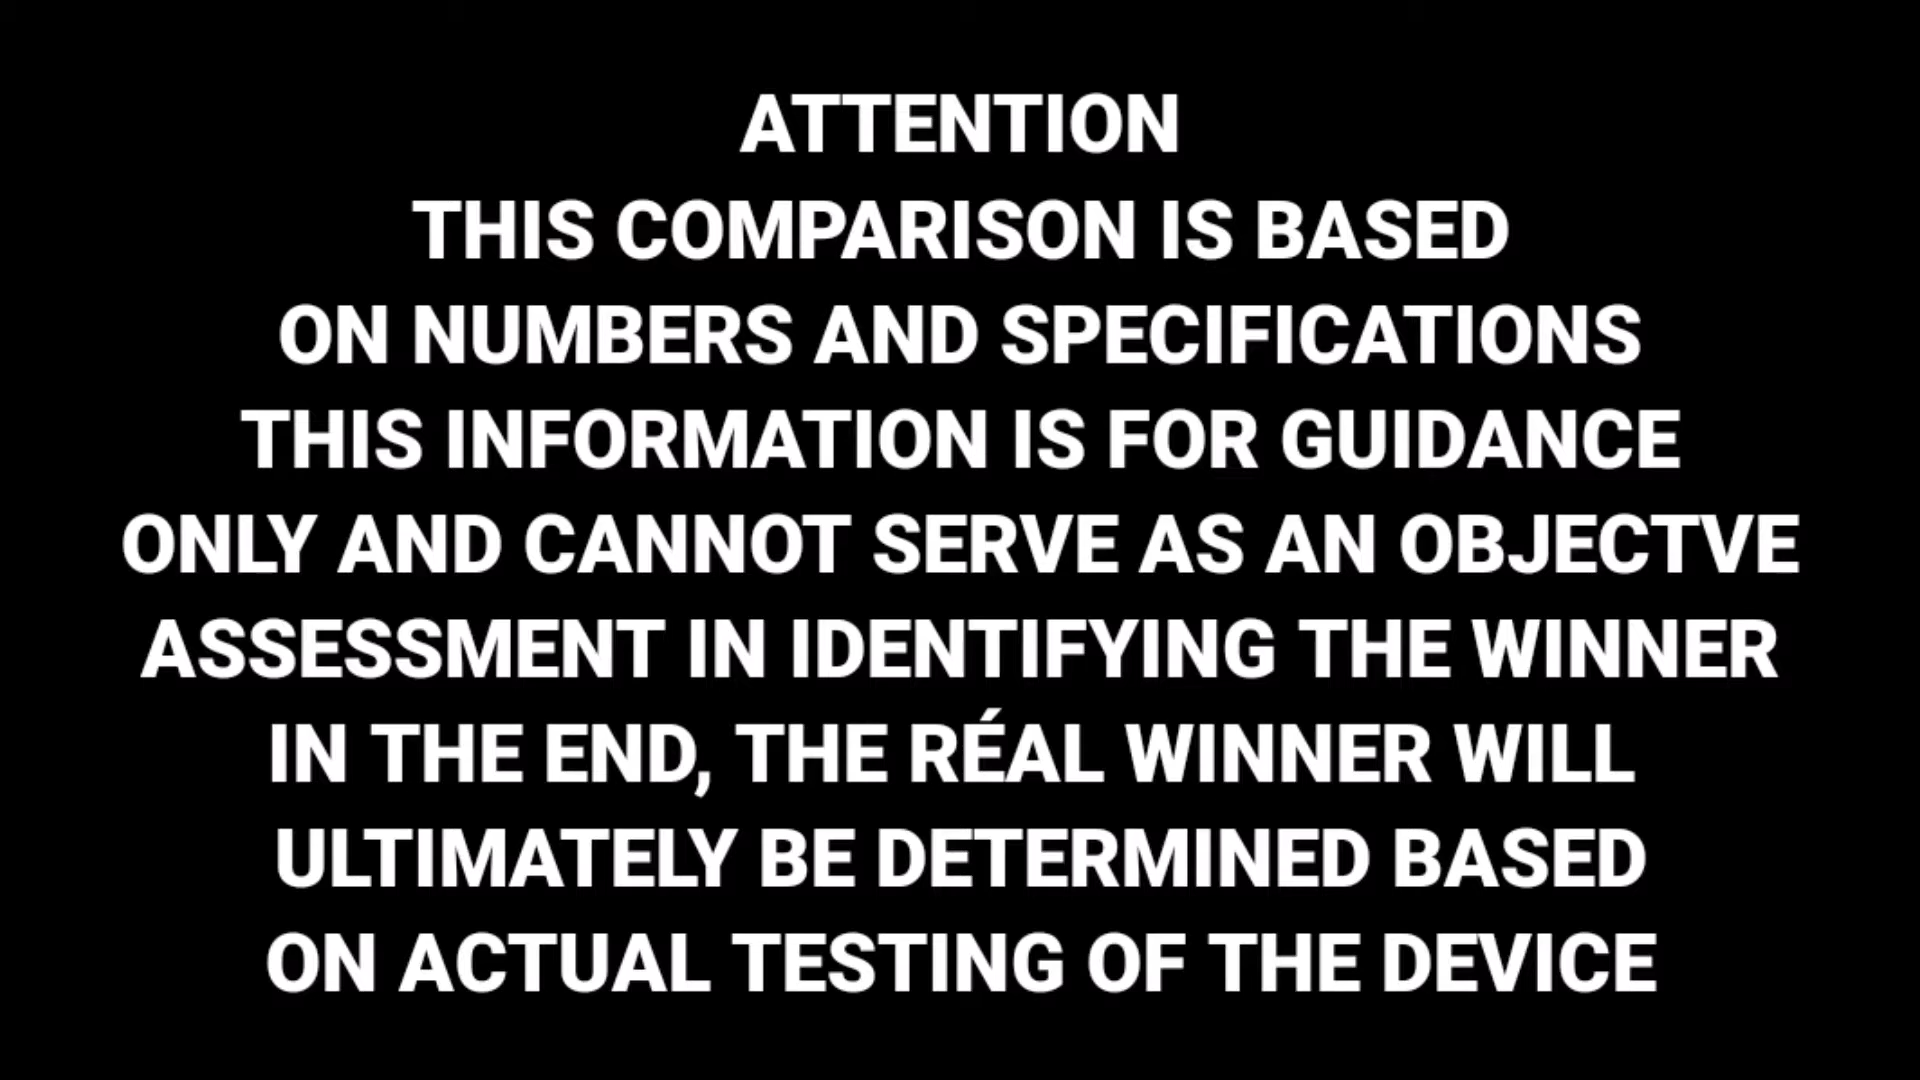 ATTENTION
THIS COMPARISON IS BASED
ON NUMBERS AND SPECIFICATIONS
THIS INFORMATION IS FOR GUIDANCE
ONLY AND CANNOT SERVE AS AN OBJECTVE
ASSESSMENT IN IDENTIFYING THE WINNER
IN THE END, THE RÉAL WINNER WILL
ULTIMATELY BE DETERMINED BASED
ON ACTUAL TESTING OF THE DEVICE